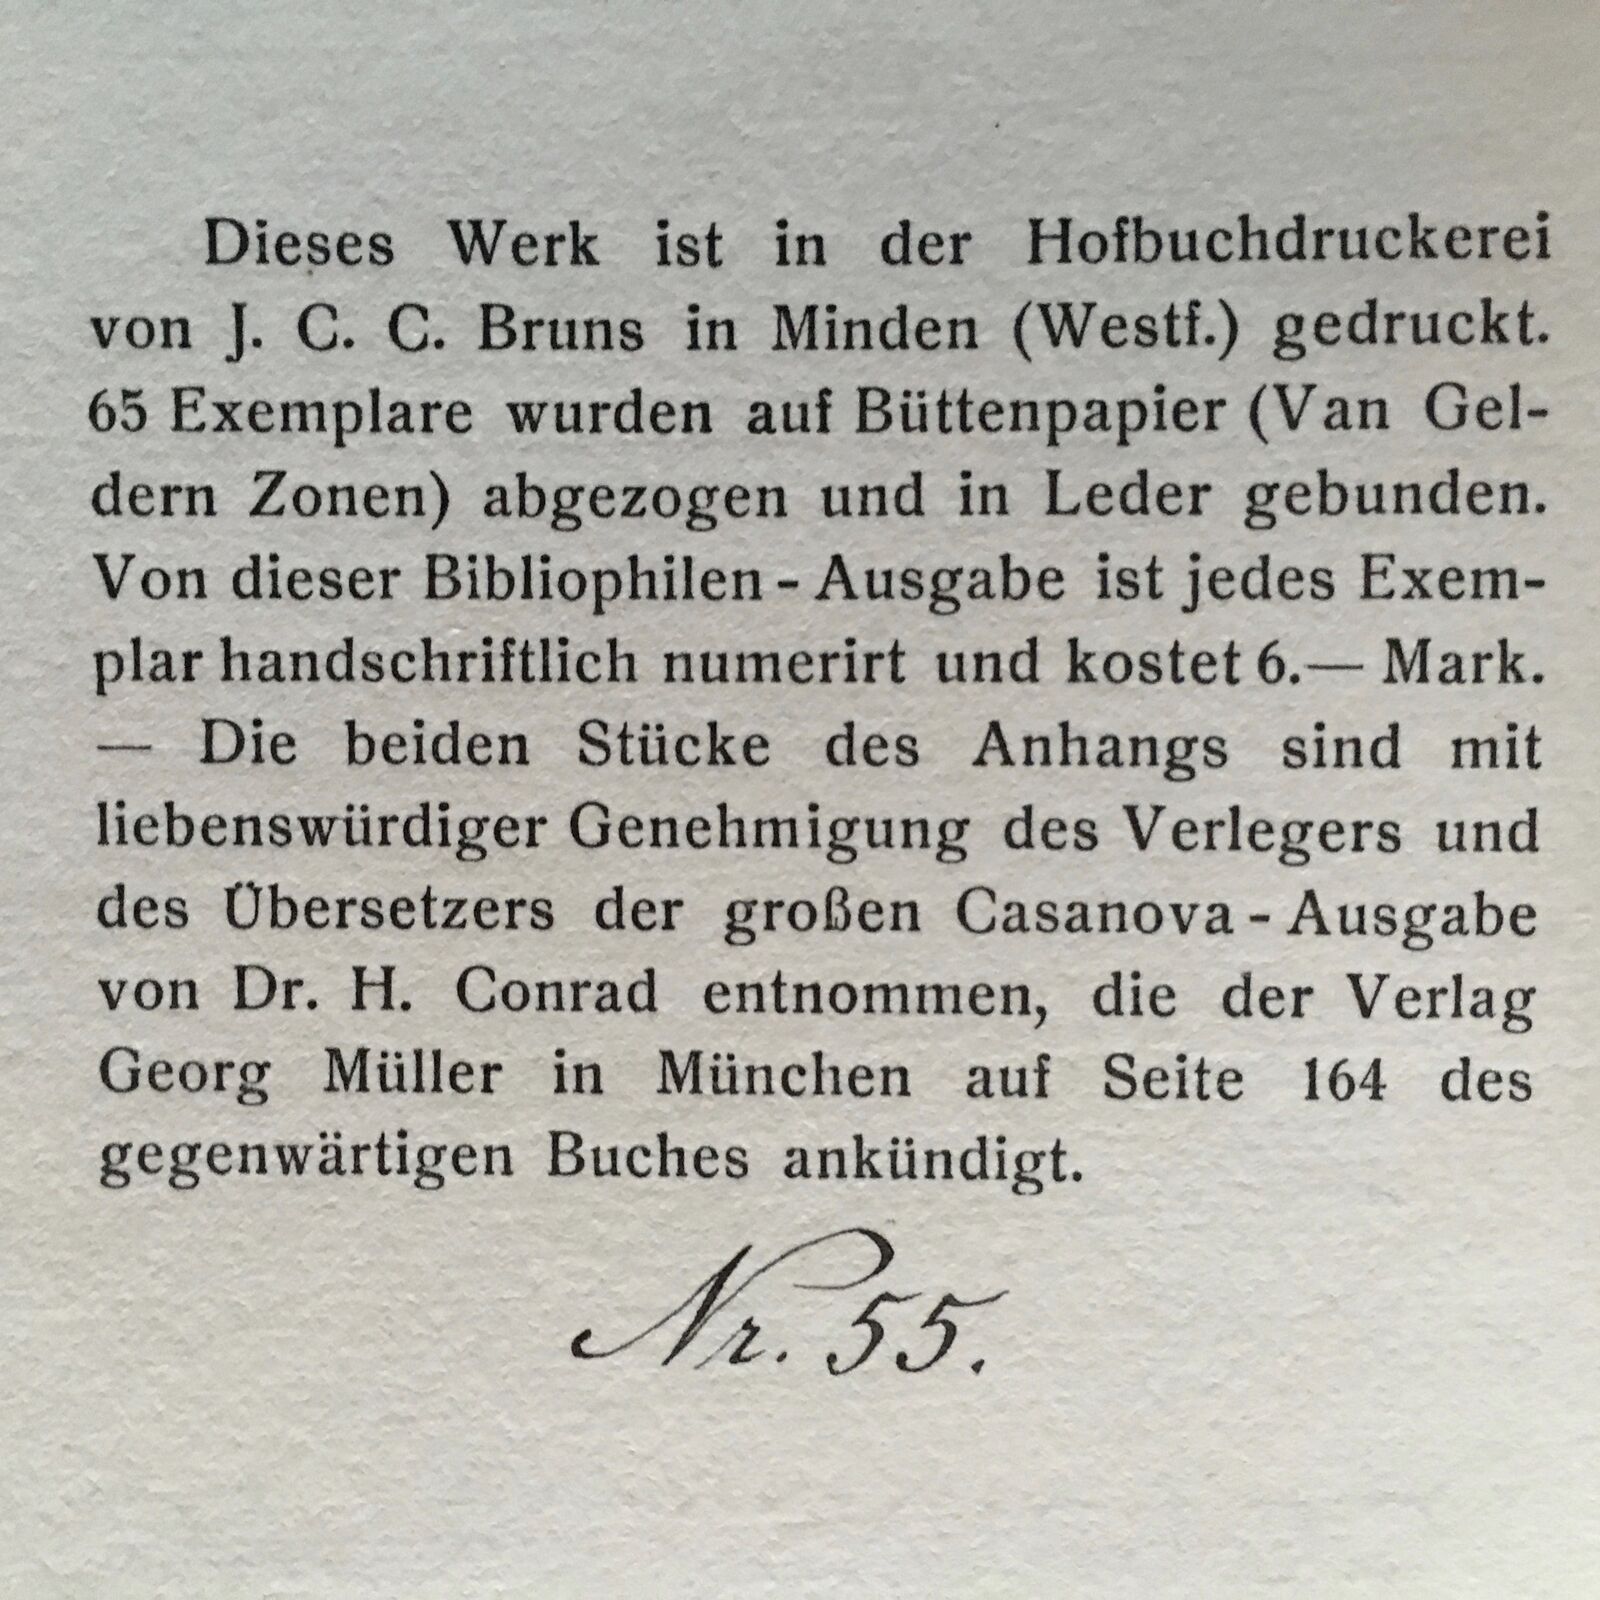 Dieses Werk ist in der Hofbuchdruckerei
von J. C. C. Bruns in Minden (Westf.) gedruckt.
65 Exemplare wurden auf Büttenpapier (Van Gel-
dern Zonen) abgezogen und in Leder gebunden.
Von dieser Bibliophilen-Ausgabe ist jedes Exem-
plar handschriftlich numerirt und kostet 6.— Mark.
— Die beiden Stücke des Anhangs sind mit
liebenswürdiger Genehmigung des Verlegers und
des Übersetzers der großen Casanova-Ausgabe
von Dr. H. Conrad entnommen, die der Verlag
Georg Müller in München auf Seite 164 des
gegenwärtigen Buches ankündigt.
Nr. 55.